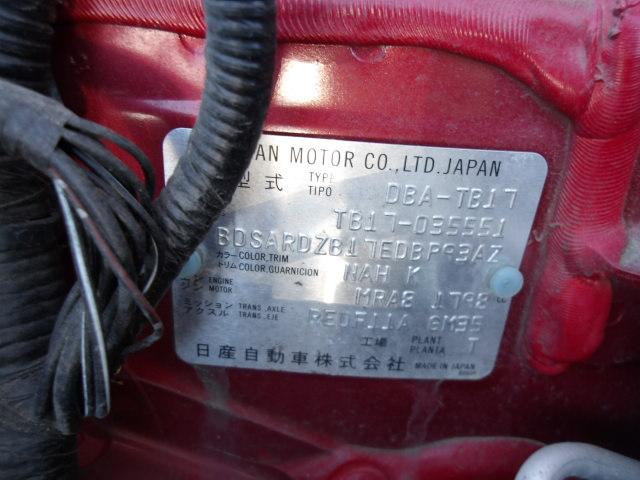 AN MOTOR CO.,LTD.JAPAN
型式 TYPE TIPO DBA-TB17
TB17-035551
BDSARDZB17EDBP93AZ
カラー COLOR,TRIM
トリム COLOR,GUARNICION NAH K
ENGINE MOTOR MRA8 1798 cc
ミッション TRANS.,AXLE
アクスル TRANS.,EJE RE0F11A GM35
工場 PLANT PLANTA T
日産自動車株式会社 MADE IN JAPAN